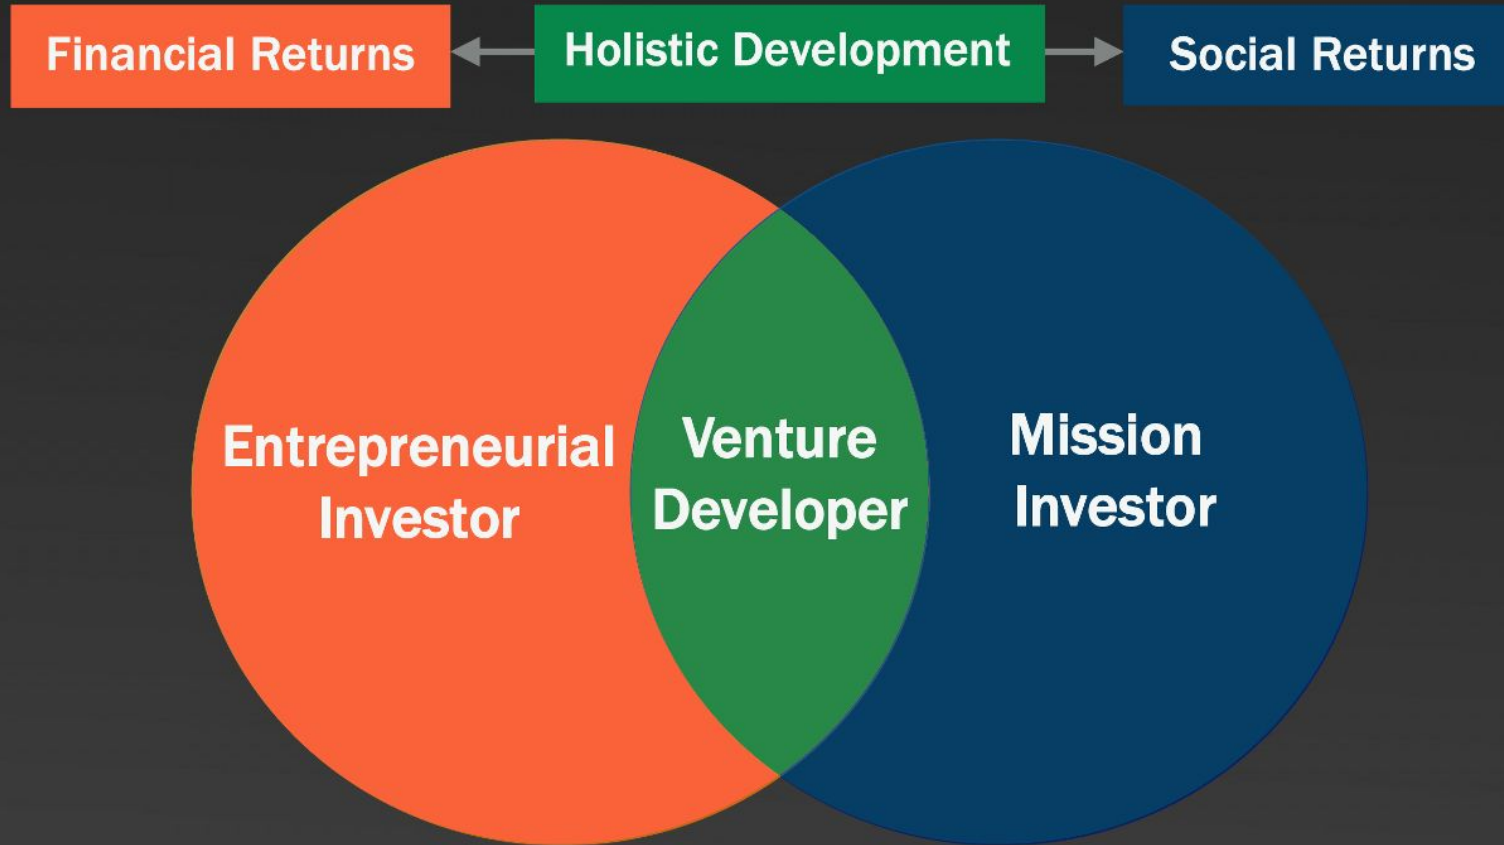 Financial Returns
Holistic Development
Social Returns
Entrepreneurial
Investor
Venture
Developer
Mission
Investor